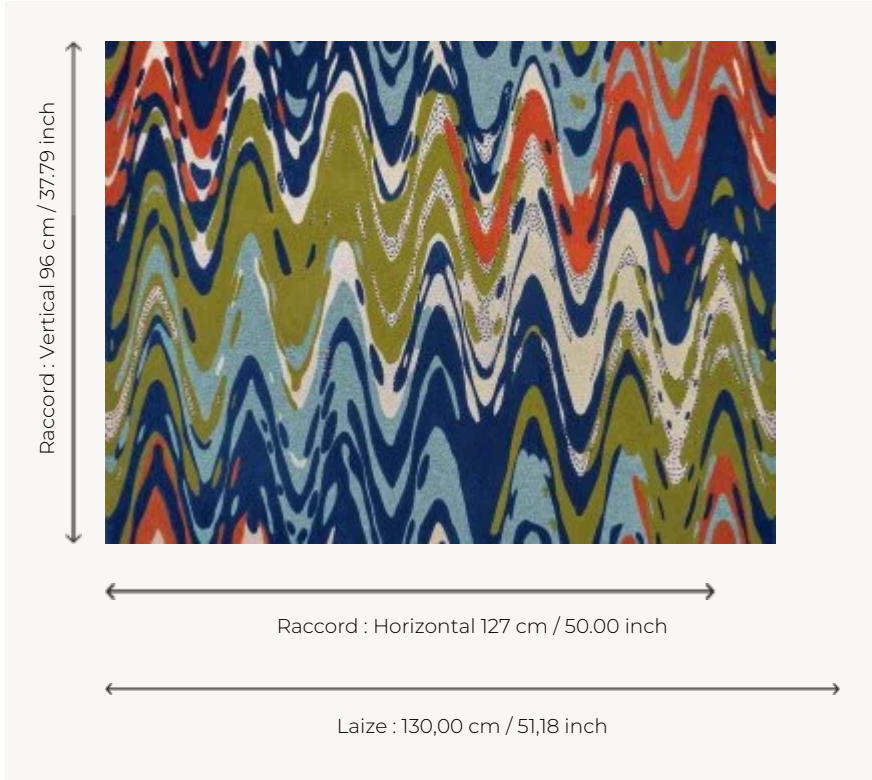 Raccord : Vertical 96 cm / 37.79 inch
Raccord : Horizontal 127 cm / 50.00 inch
Laize : 130,00 cm / 51,18 inch